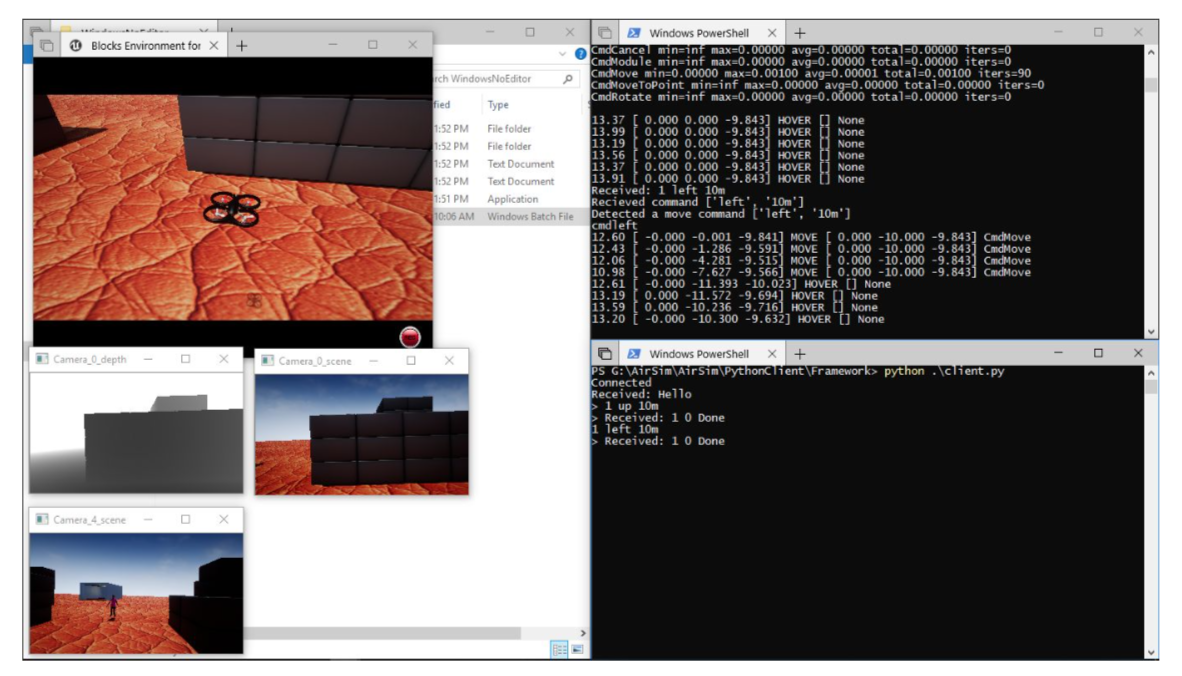 WindowsNoEditor
Blocks Environment for
rch WindowsNoEditor
fied Type
1:52 PM File folder
1:52 PM File folder
1:52 PM Text Document
1:52 PM Text Document
1:51 PM Application
10:06 AM Windows Batch File
Camera_0_depth
Camera_0_scene
Camera_4_scene
Windows PowerShell
CmdCancel min=inf max=0.00000 avg=0.00000 total=0.00000 iters=0
CmdModule min=inf max=0.00000 avg=0.00000 total=0.00000 iters=0
CmdMove min=0.00000 max=0.00100 avg=0.00001 total=0.00100 iters=90
CmdMoveToPoint min=inf max=0.00000 avg=0.00000 total=0.00000 iters=0
CmdRotate min=inf max=0.00000 avg=0.00000 total=0.00000 iters=0
13.37 [ 0.000 0.000 -9.843] HOVER [] None
13.99 [ 0.000 0.000 -9.843] HOVER [] None
13.19 [ 0.000 0.000 -9.843] HOVER [] None
13.56 [ 0.000 0.000 -9.843] HOVER [] None
13.37 [ 0.000 0.000 -9.843] HOVER [] None
13.91 [ 0.000 0.000 -9.843] HOVER [] None
Received: 1 left 10m
Recieved command ['left', '10m']
Detected a move command ['left', '10m']
cmdleft
12.60 [ -0.000 -0.001 -9.841] MOVE [ 0.000 -10.000 -9.843] CmdMove
12.43 [ -0.000 -1.286 -9.591] MOVE [ 0.000 -10.000 -9.843] CmdMove
12.06 [ -0.000 -4.281 -9.515] MOVE [ 0.000 -10.000 -9.843] CmdMove
10.98 [ -0.000 -7.627 -9.566] MOVE [ 0.000 -10.000 -9.843] CmdMove
12.61 [ -0.000 -11.393 -10.023] HOVER [] None
13.19 [ 0.000 -11.572 -9.694] HOVER [] None
13.59 [ 0.000 -10.236 -9.716] HOVER [] None
13.20 [ -0.000 -10.300 -9.632] HOVER [] None
Windows PowerShell
PS G:\AirSim\AirSim\PythonClient\Framework> python .\client.py
Connected
Received: Hello
> 1 up 10m
> Received: 1 0 Done
1 left 10m
> Received: 1 0 Done